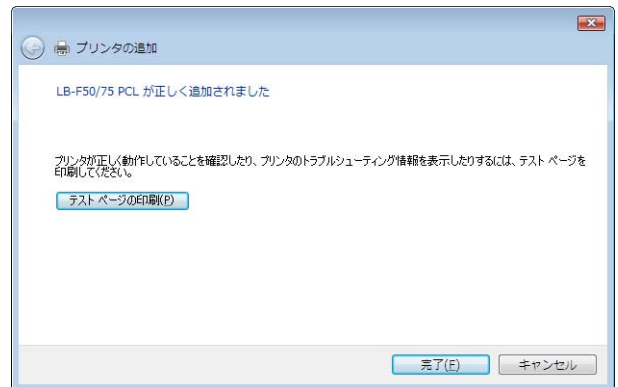 プリンタの追加
LB-F50/75 PCL が正しく追加されました
プリンタが正しく動作していることを確認したり、プリンタのトラブルシューティング情報を表示したりするには、テスト ページを
印刷してください。
テスト ページの印刷(P)
完了(F)
キャンセル